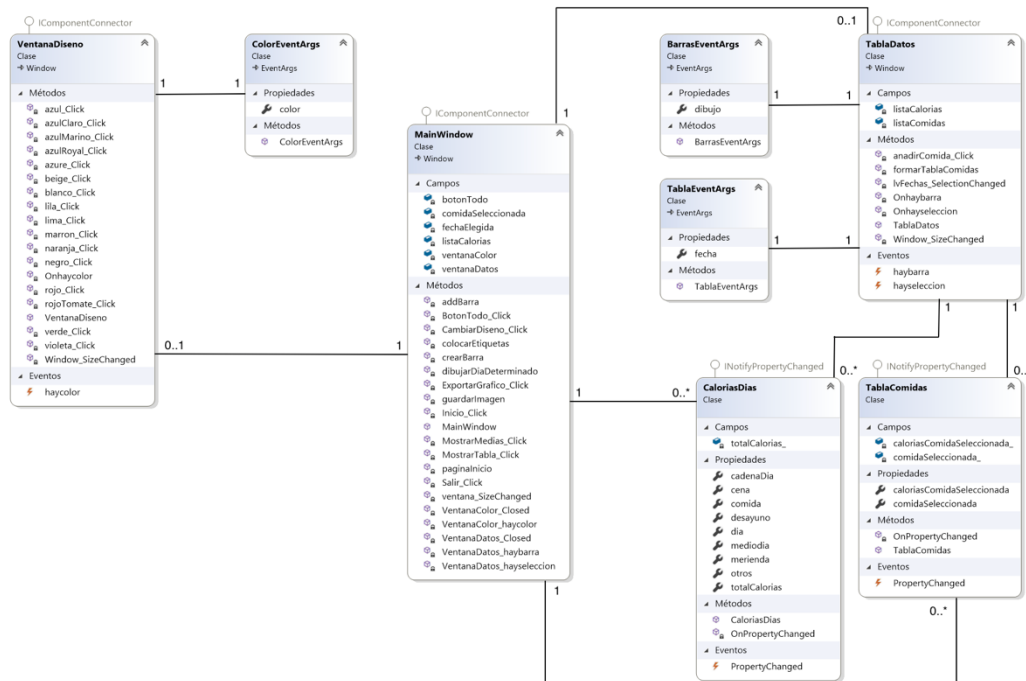 IComponentConnector
VentanaDiseno
Clase
Window
Métodos
azul_Click
azulClaro_Click
azulMarino_Click
azulRoyal_Click
azure_Click
beige_Click
blanco_Click
lila_Click
lima_Click
marron_Click
naranja_Click
negro_Click
Onhaycolor
rojo_Click
rojoTomate_Click
VentanaDiseno
verde_Click
violeta_Click
Window_SizeChanged
Eventos
haycolor
1
1
0..1
1
ColorEventArgs
Clase
EventArgs
Propiedades
color
Métodos
ColorEventArgs
IComponentConnector
MainWindow
Clase
Window
Campos
botonTodo
comidaSeleccionada
fechaElegida
listaCalorias
ventanaColor
ventanaDatos
Métodos
addBarra
BotonTodo_Click
CambiarDiseno_Click
colocarEtiquetas
crearBarra
dibujarDiaDeterminado
ExportarGrafico_Click
guardarImagen
Inicio_Click
MainWindow
MostrarMedias_Click
MostrarTabla_Click
paginaInicio
Salir_Click
ventana_SizeChanged
VentanaColor_Closed
VentanaColor_haycolor
VentanaDatos_Closed
VentanaDatos_haybarra
VentanaDatos_hayseleccion
1
0..1
1
0..*
1
BarrasEventArgs
Clase
EventArgs
Propiedades
dibujo
Métodos
BarrasEventArgs
1
1
TablaEventArgs
Clase
EventArgs
Propiedades
fecha
Métodos
TablaEventArgs
1
1
IComponentConnector
TablaDatos
Clase
Window
Campos
listaCalorias
listaComidas
Métodos
anadirComida_Click
formarTablaComidas
lvFechas_SelectionChanged
Onhaybarra
Onhayseleccion
TablaDatos
Window_SizeChanged
Eventos
haybarra
hayseleccion
1
1
0..*
0..
INotifyPropertyChanged
CaloriasDias
Clase
Campos
totalCalorias_
Propiedades
cadenaDia
cena
comida
desayuno
dia
mediodia
merienda
otros
totalCalorias
Métodos
CaloriasDias
OnPropertyChanged
Eventos
PropertyChanged
INotifyPropertyChanged
TablaComidas
Clase
Campos
caloriasComidaSeleccionada_
comidaSeleccionada_
Propiedades
caloriasComidaSeleccionada
comidaSeleccionada
Métodos
OnPropertyChanged
TablaComidas
Eventos
PropertyChanged
0..*